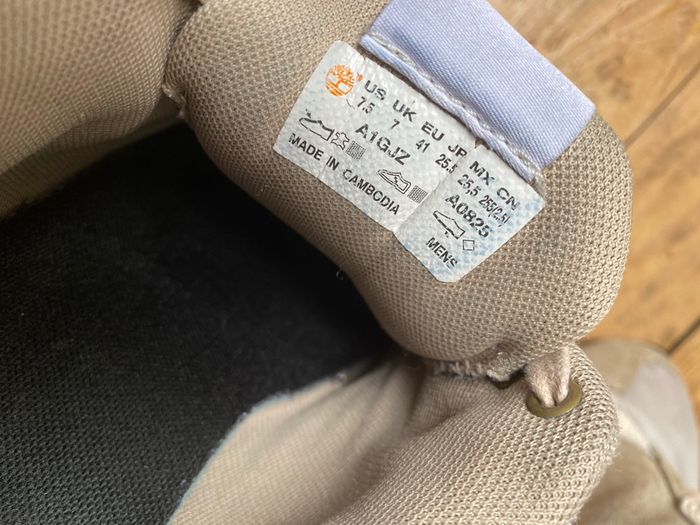 US UK EU JP MX CN
7.5 7 41 25.5 25,5 255(2.5)
A1GJZ A0825
MADE IN CAMBODIA MENS